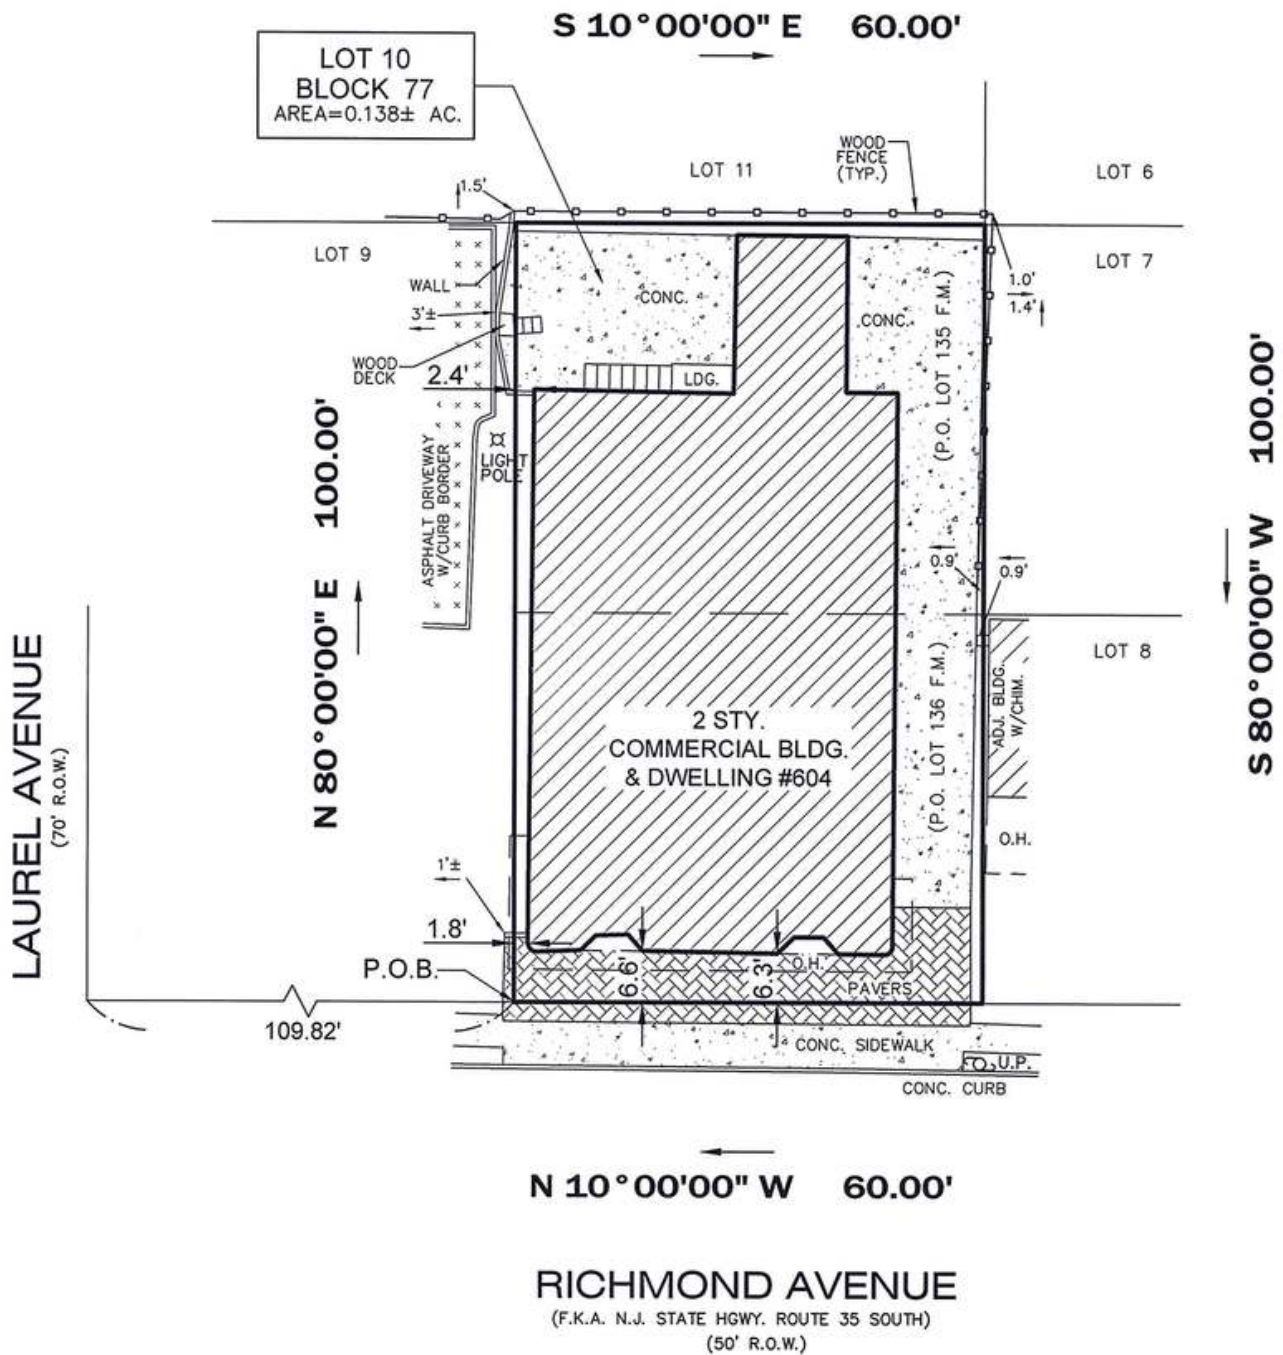 S 10°00'00" E 60.00'
LOT 10
BLOCK 77
AREA=0.138± AC.
WOOD
FENCE
(TYP.)
LOT 11
LOT 6
1.5'
LOT 9
LOT 7
WALL
CONC.
1.0'
1.4'
3'±
CONC.
(P.O. LOT 135 F.M.)
WOOD
DECK
2.4'
LDG.
N 80°00'00" E 100.00'
S 80°00'00" W 100.00'
LIGHT
POLE
ASPHALT DRIVEWAY
W/CURB BORDER
0.9'
0.9'
LOT 8
LAUREL AVENUE
(70' R.O.W.)
(P.O. LOT 136 F.M.)
ADJ. BLDG.
W/CHIM.
2 STY.
COMMERCIAL BLDG.
& DWELLING #604
O.H.
1'±
1.8'
P.O.B.
6.6'
6.3'
O.H.
PAVERS
109.82'
CONC. SIDEWALK
U.P.
CONC. CURB
N 10°00'00" W 60.00'
RICHMOND AVENUE
(F.K.A. N.J. STATE HGWY. ROUTE 35 SOUTH)
(50' R.O.W.)